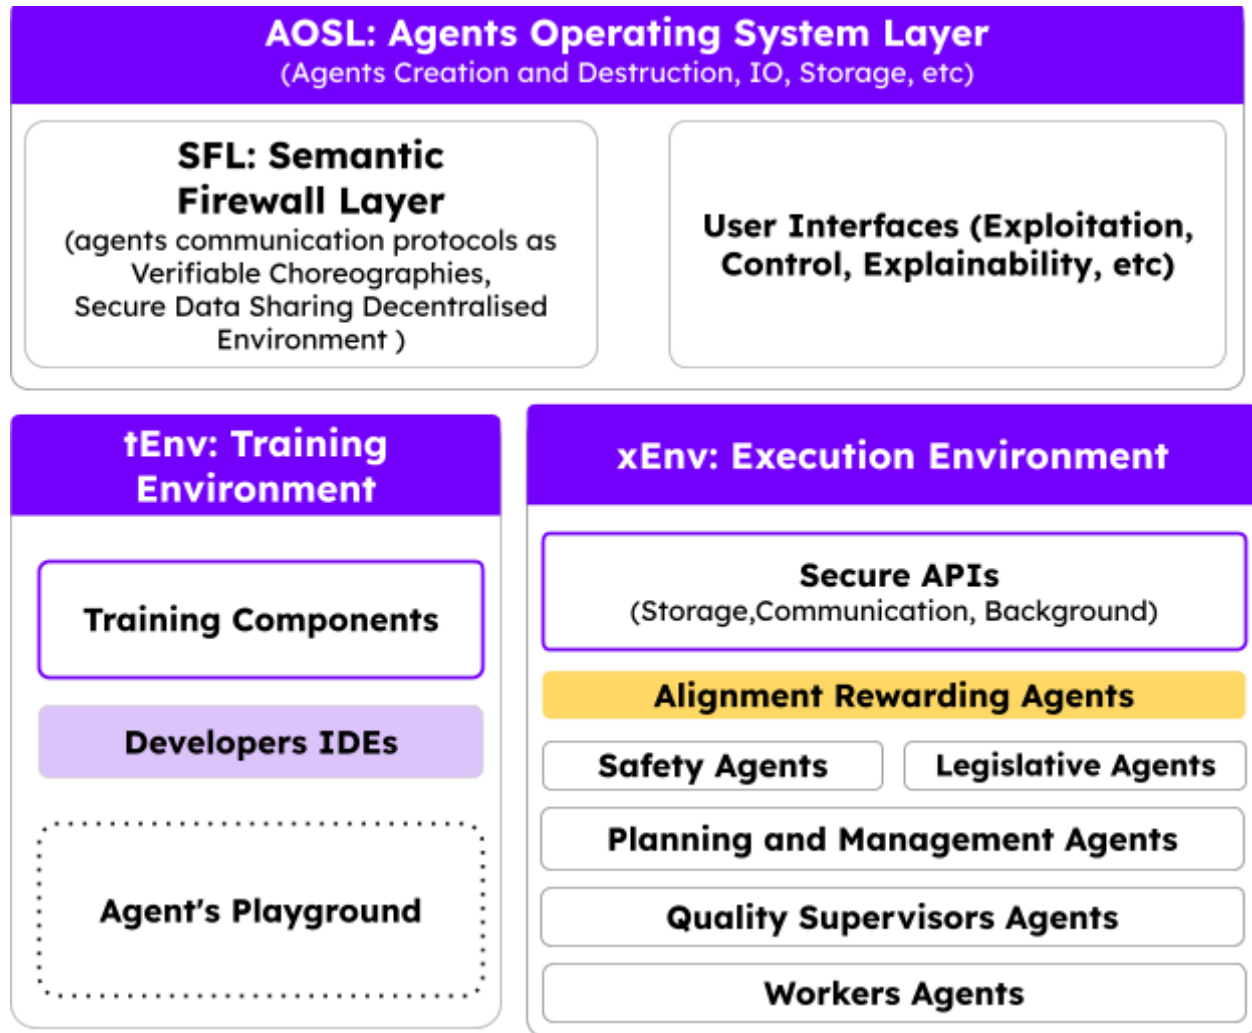 AOSL: Agents Operating System Layer
(Agents Creation and Destruction, IO, Storage, etc)
SFL: Semantic
Firewall Layer
(agents communication protocols as
Verifiable Choreographies,
Secure Data Sharing Decentralised
Environment )
User Interfaces (Exploitation,
Control, Explainability, etc)
tEnv: Training
Environment
Training Components
Developers IDEs
Agent's Playground
xEnv: Execution Environment
Secure APIs
(Storage,Communication, Background)
Alignment Rewarding Agents
Safety Agents
Legislative Agents
Planning and Management Agents
Quality Supervisors Agents
Workers Agents